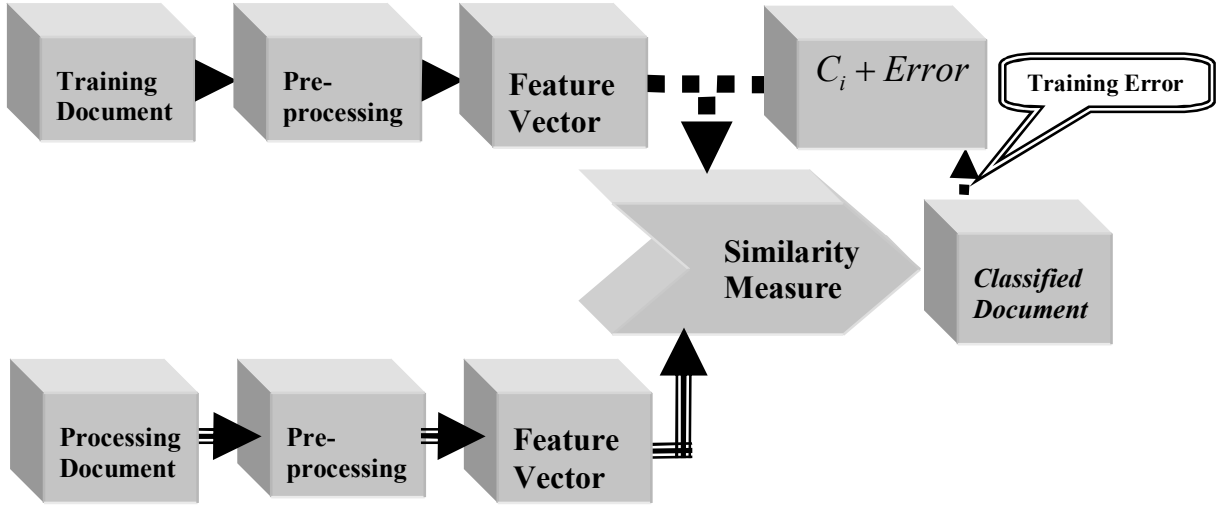 Training
Document
Pre-
processing
Feature
Vector
C_i + Error
Training Error
Similarity
Measure
Classified
Document
Processing
Document
Pre-
processing
Feature
Vector